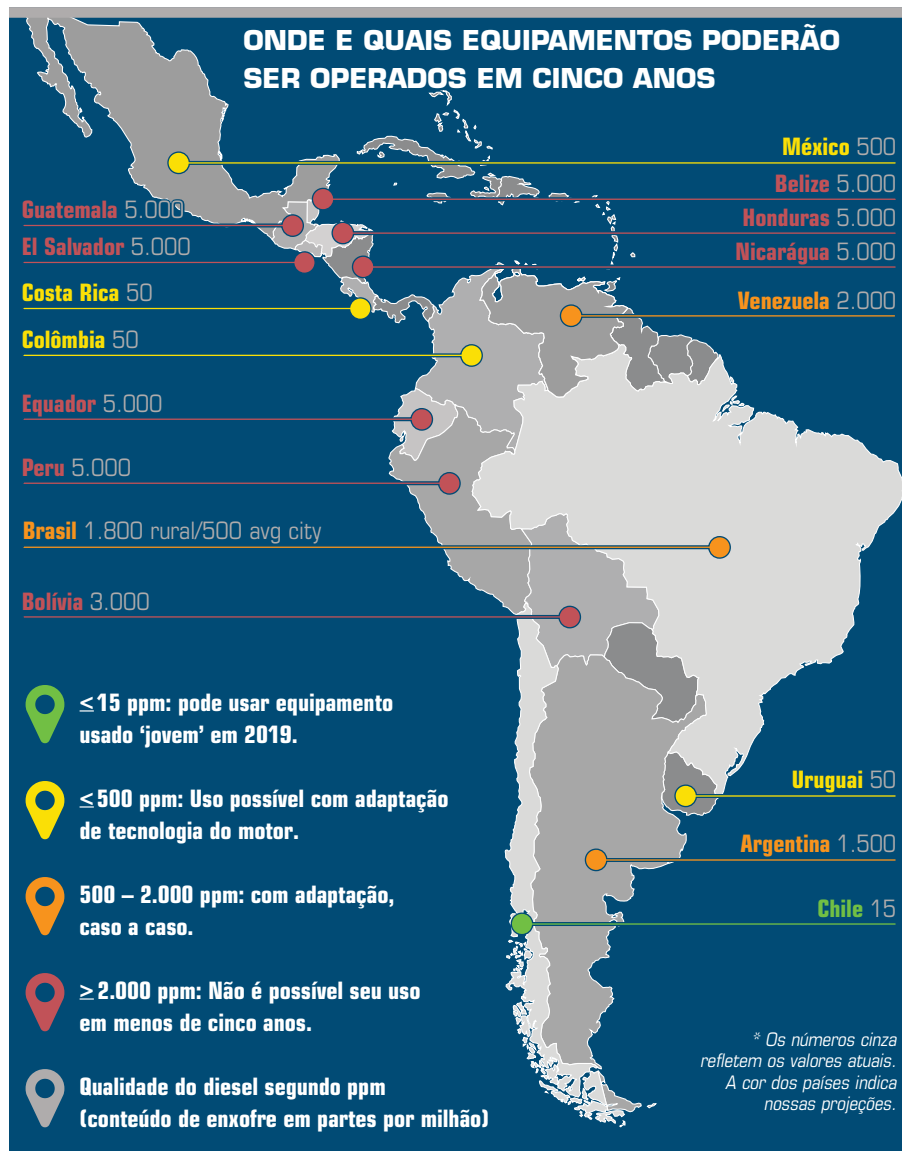 ONDE E QUAIS EQUIPAMENTOS PODERÃO
SER OPERADOS EM CINCO ANOS
México 500
Belize 5.000
Guatemala 5.000
Honduras 5.000
El Salvador 5.000
Nicarágua 5.000
Costa Rica 50
Venezuela 2.000
Colômbia 50
Equador 5.000
Peru 5.000
Brasil 1.800 rural/500 avg city
Bolívia 3.000
≤15 ppm: pode usar equipamento
usado ‘jovem’ em 2019.
≤500 ppm: Uso possível com adaptação
de tecnologia do motor.
500 – 2.000 ppm: com adaptação,
caso a caso.
≥2.000 ppm: Não é possível seu uso
em menos de cinco anos.
Qualidade do diesel segundo ppm
(conteúdo de enxofre em partes por milhão)
Uruguai 50
Argentina 1.500
Chile 15
* Os números cinza
refletem os valores atuais.
A cor dos países indica
nossas projeções.